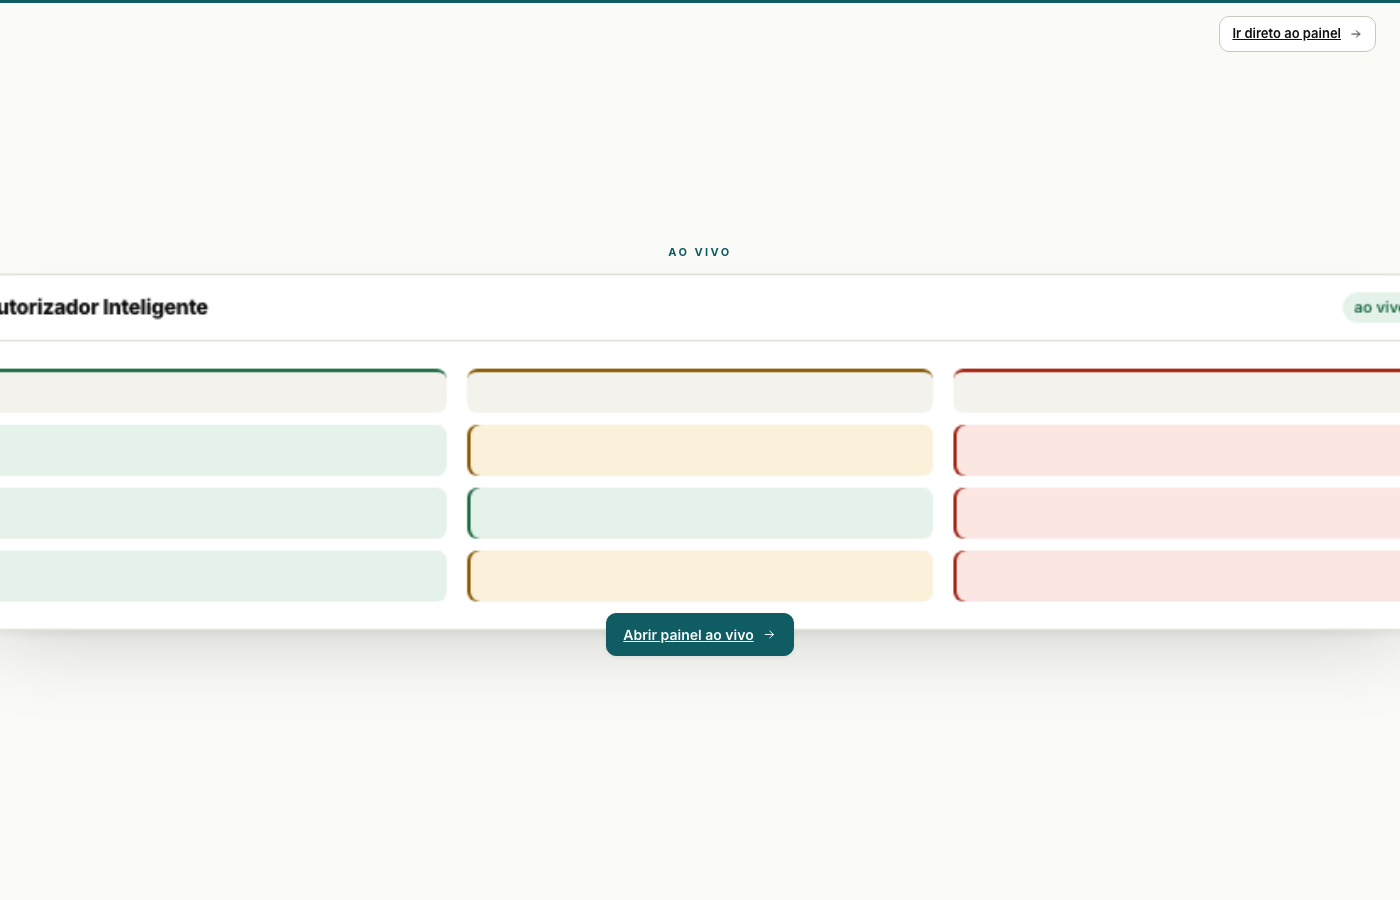 Ir direto ao painel →
AO VIVO
utorizador Inteligente
ao viv
Abrir painel ao vivo →